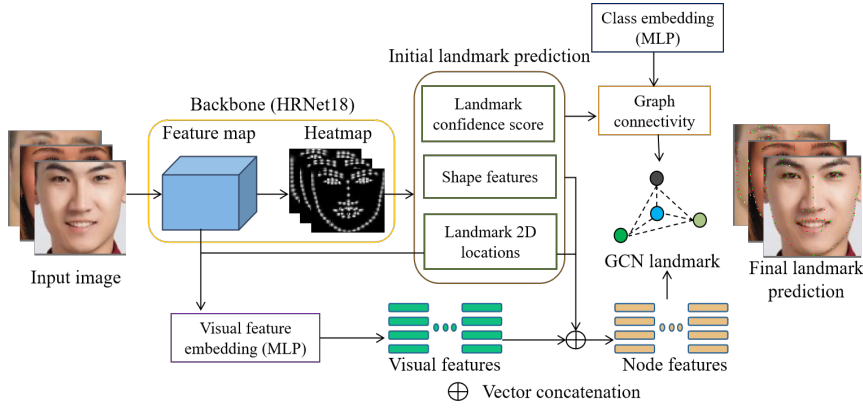 Class embedding
(MLP)
Initial landmark prediction
Backbone (HRNet18)
Feature map
Heatmap
Landmark
confidence score
Graph
connectivity
Shape features
Landmark 2D
locations
Input image
GCN landmark
Final landmark
prediction
Visual feature
embedding (MLP)
Visual features
Node features
Vector concatenation